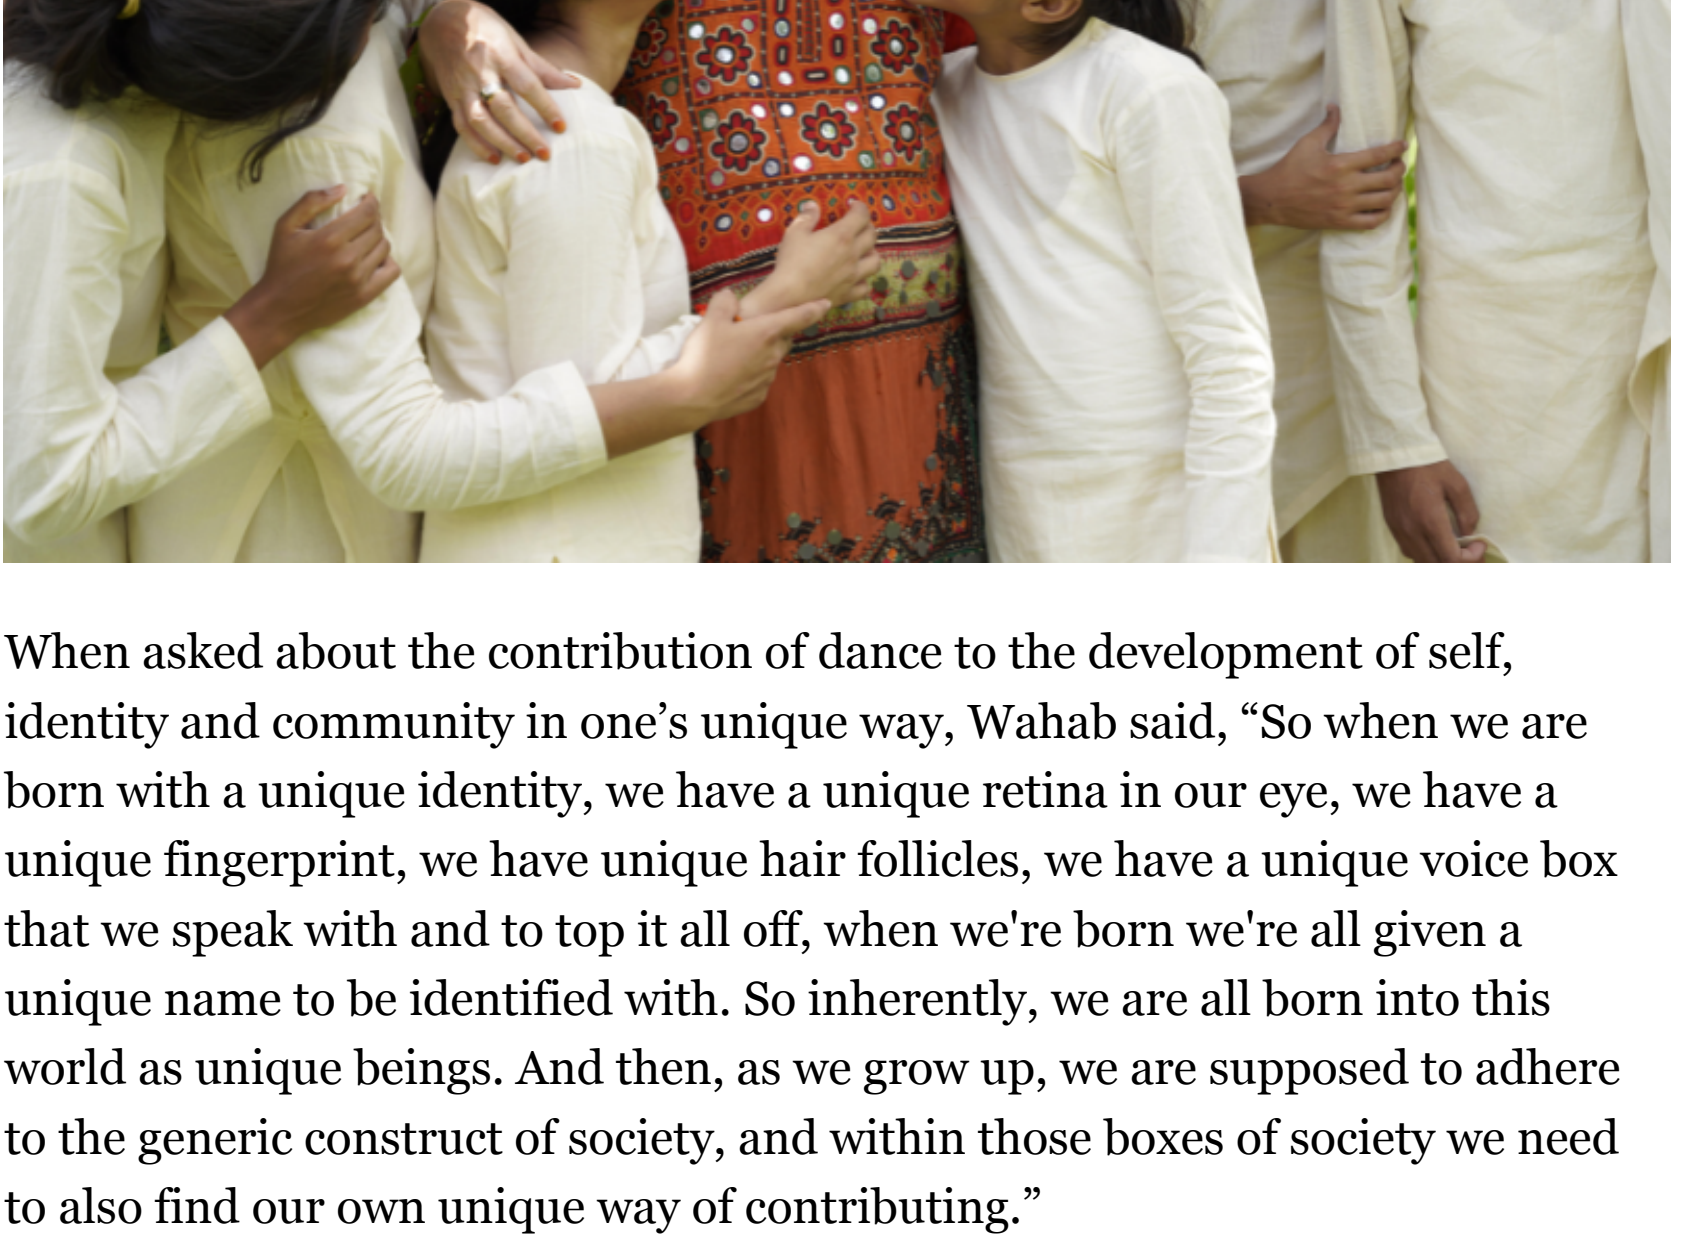 When asked about the contribution of dance to the development of self,
identity and community in one’s unique way, Wahab said, “So when we are
born with a unique identity, we have a unique retina in our eye, we have a
unique fingerprint, we have unique hair follicles, we have a unique voice box
that we speak with and to top it all off, when we're born we're all given a
unique name to be identified with. So inherently, we are all born into this
world as unique beings. And then, as we grow up, we are supposed to adhere
to the generic construct of society, and within those boxes of society we need
to also find our own unique way of contributing.”